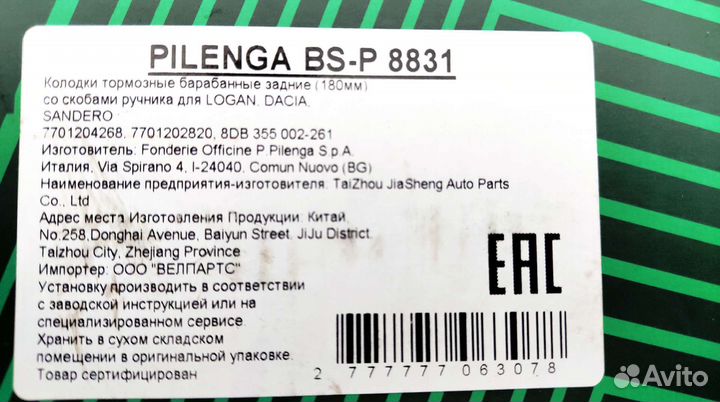 PILENGA BS-P 8831
Колодки тормозные барабанные задние (180мм)
со скобами ручника для LOGAN, DACIA,
SANDERO
7701204268, 7701202820, 8DB 355 002-261
Изготовитель: Fonderie Officine P.Pilenga S.p.A,
Италия, Via Spirano 4, I-24040, Comun Nuovo (BG)
Наименование предприятия-изготовителя: TaiZhou JiaSheng Auto Parts
Co., Ltd
Адрес места Изготовления Продукции: Китай,
No.258,Donghai Avenue, Baiyun Street, JiJu District,
Taizhou City, Zhejiang Province
Импортер: ООО "ВЕЛПАРТС"
Установку производить в соответствии
с заводской инструкцией или на
специализированном сервисе.
Хранить в сухом складском
помещении в оригинальной упаковке.
Товар сертифицирован
EAC
2 777777 063078
Avito